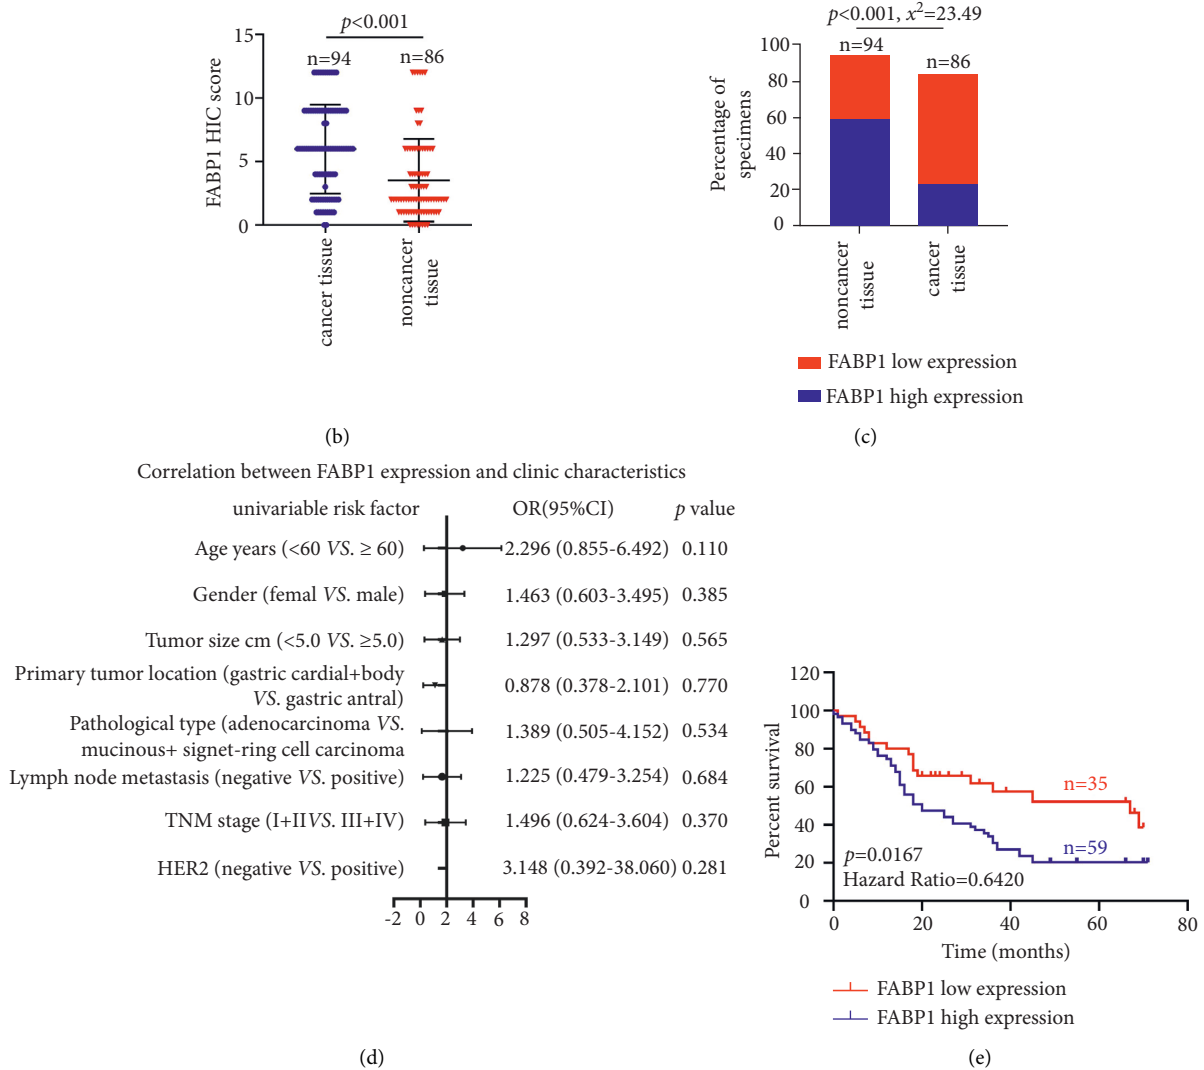 p<0.001
15
10
5
0
FABP1 HIC score
n=94
n=86
cancer tissue
noncancer
tissue
(b)
p<0.001, x²=23.49
100
80
60
40
20
0
Percentage of
specimens
n=94
n=86
noncancer
tissue
cancer
tissue
FABP1 low expression
FABP1 high expression
(c)
Correlation between FABP1 expression and clinic characteristics
univariable risk factor OR(95%CI) p value
Age years (<60 VS. ≥ 60) 2.296 (0.855-6.492) 0.110
Gender (femal VS. male) 1.463 (0.603-3.495) 0.385
Tumor size cm (<5.0 VS. ≥5.0) 1.297 (0.533-3.149) 0.565
Primary tumor location (gastric cardial+body
VS. gastric antral) 0.878 (0.378-2.101) 0.770
Pathological type (adenocarcinoma VS.
mucinous+ signet-ring cell carcinoma 1.389 (0.505-4.152) 0.534
Lymph node metastasis (negative VS. positive) 1.225 (0.479-3.254) 0.684
TNM stage (I+IIVS. III+IV) 1.496 (0.624-3.604) 0.370
HER2 (negative VS. positive) 3.148 (0.392-38.060) 0.281
-2 0 2 4 6 8
(d)
120
100
80
60
40
20
0
Percent survival
n=35
n=59
p=0.0167
Hazard Ratio=0.6420
0 20 40 60 80
Time (months)
FABP1 low expression
FABP1 high expression
(e)